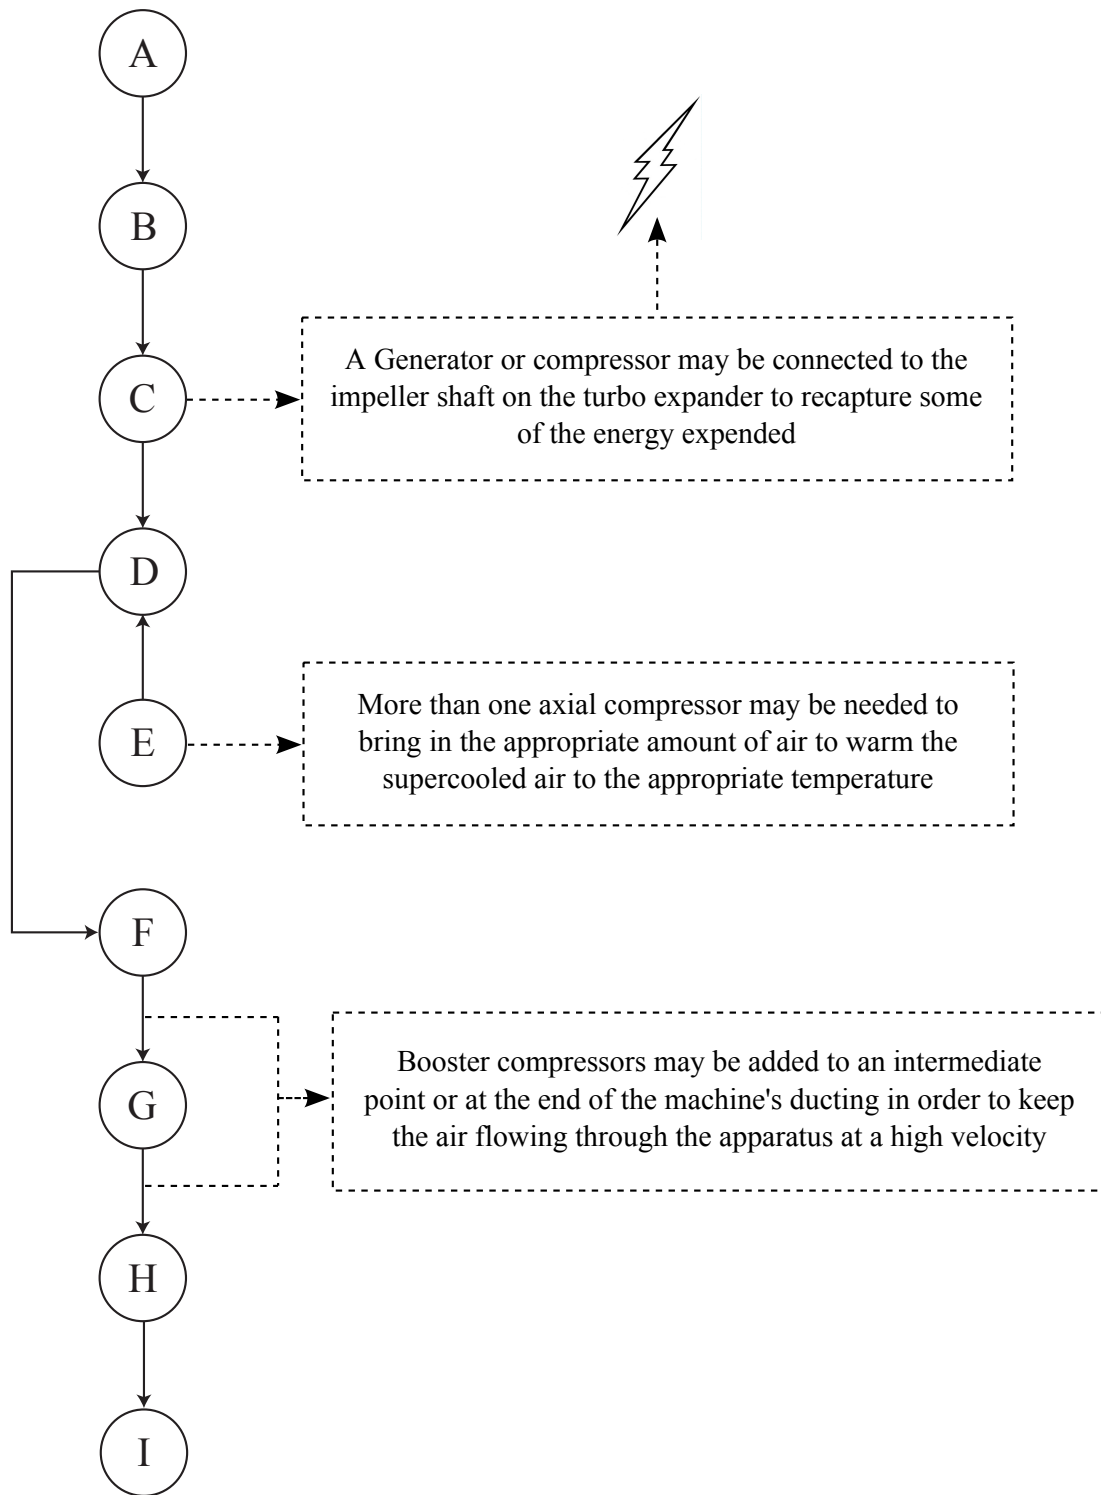 A
B
C
A Generator or compressor may be connected to the
impeller shaft on the turbo expander to recapture some
of the energy expended
D
E
More than one axial compressor may be needed to
bring in the appropriate amount of air to warm the
supercooled air to the appropriate temperature
F
G
Booster compressors may be added to an intermediate
point or at the end of the machine's ducting in order to keep
the air flowing through the apparatus at a high velocity
H
I